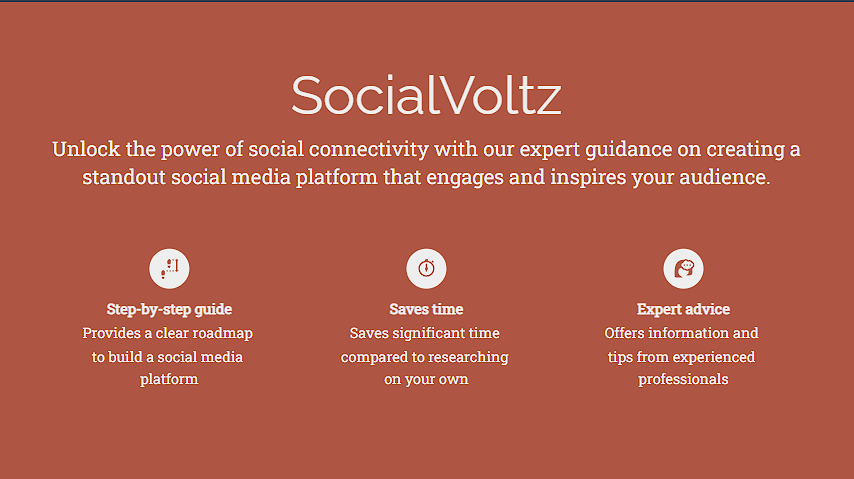 SocialVoltz
Unlock the power of social connectivity with our expert guidance on creating a
standout social media platform that engages and inspires your audience.
Step-by-step guide
Provides a clear roadmap
to build a social media
platform
Saves time
Saves significant time
compared to researching
on your own
Expert advice
Offers information and
tips from experienced
professionals